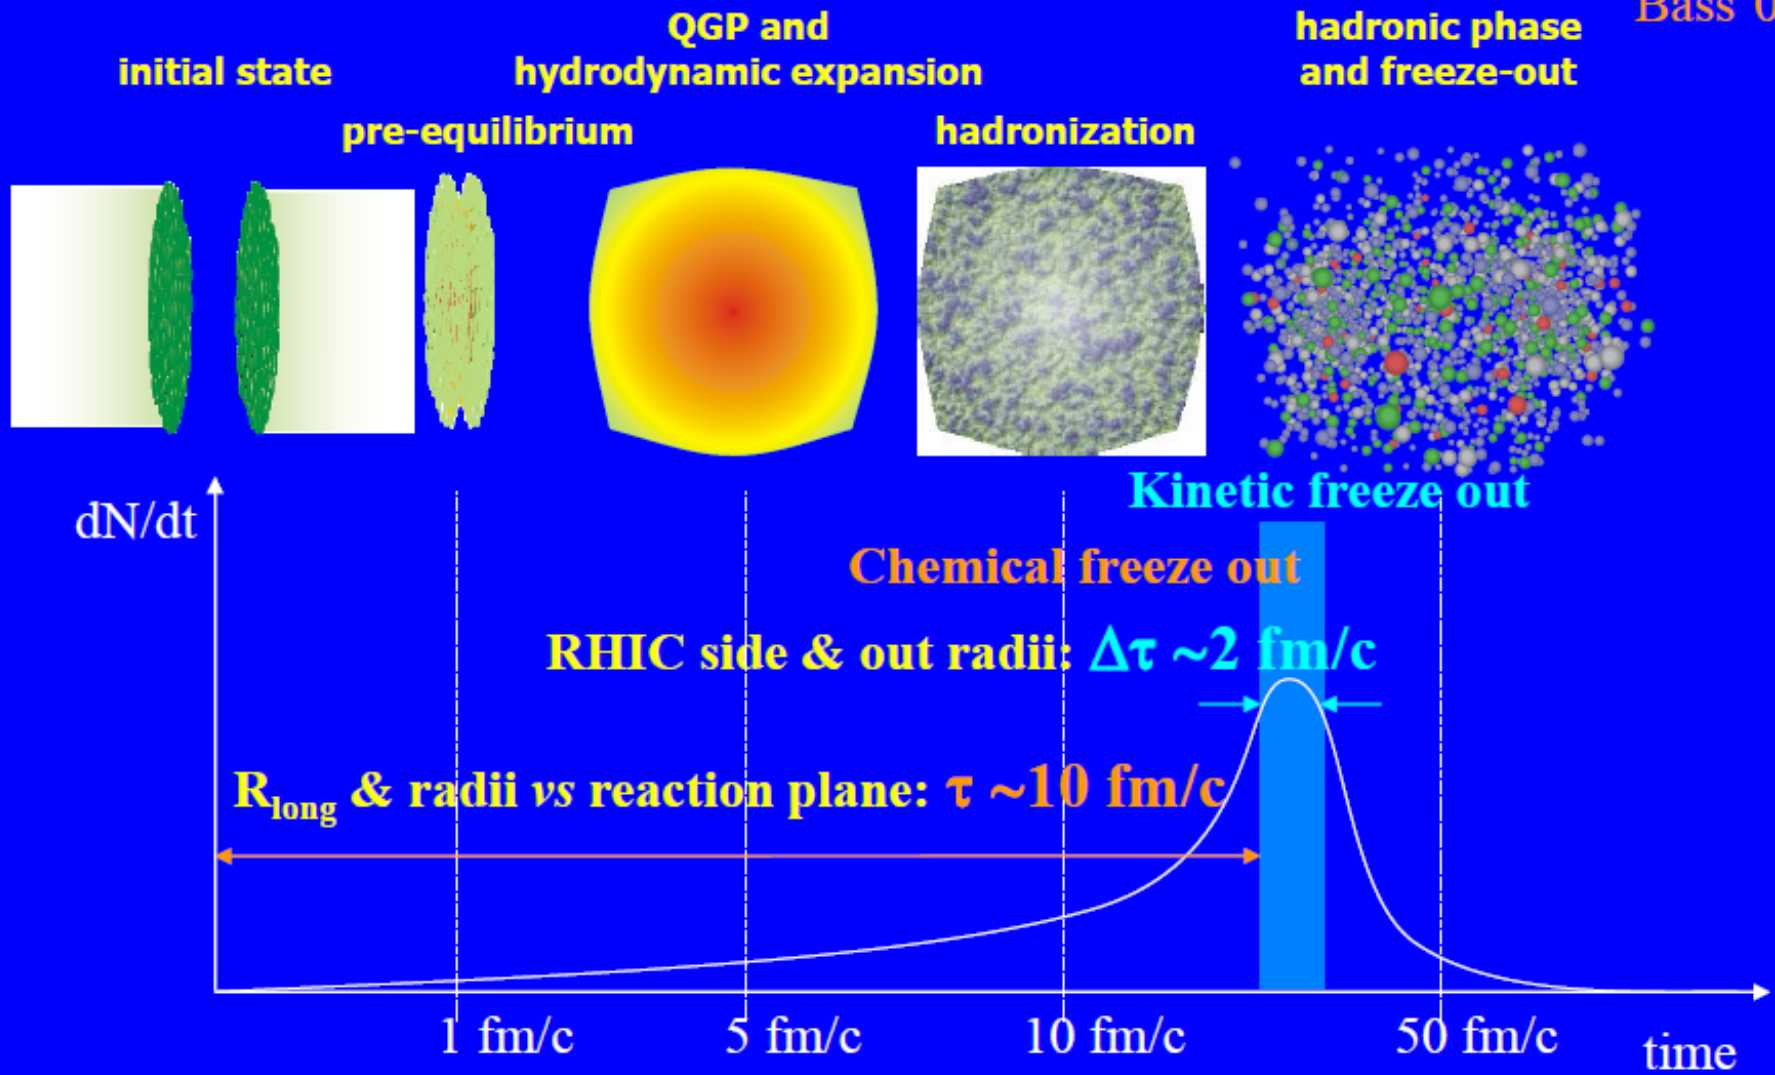 Bass
initial state
pre-equilibrium
QGP and
hydrodynamic expansion
hadronization
hadronic phase
and freeze-out
dN/dt
Kinetic freeze out
Chemical freeze out
RHIC side & out radii: Δτ ~2 fm/c
R_long & radii vs reaction plane: τ ~10 fm/c
1 fm/c
5 fm/c
10 fm/c
50 fm/c
time